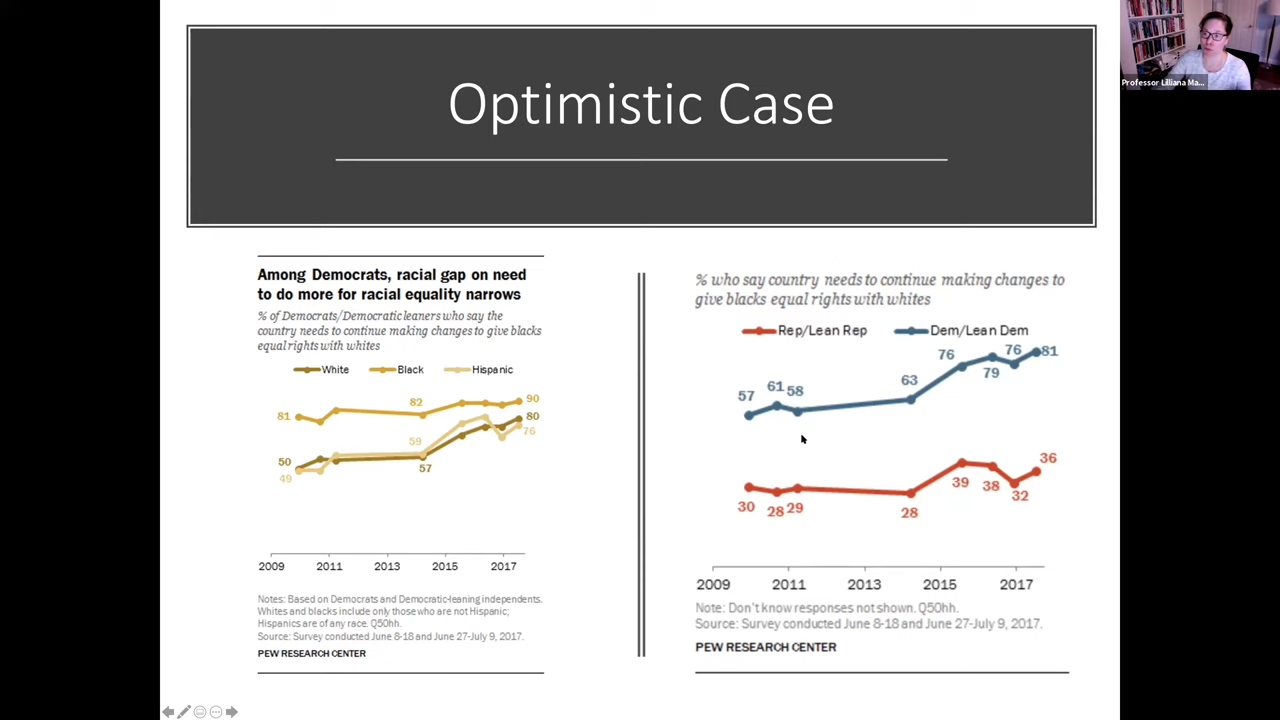 Optimistic Case
Professor Lilliana Ma...
Among Democrats, racial gap on need
to do more for racial equality narrows
% of Democrats/Democratic leaners who say the
country needs to continue making changes to give blacks
equal rights with whites
White Black Hispanic
81 82 90
50 59 80
49 57 76
2009 2011 2013 2015 2017
Notes: Based on Democrats and Democratic-leaning independents.
Whites and blacks include only those who are not Hispanic;
Hispanics are of any race. Q50hh.
Source: Survey conducted June 8-18 and June 27-July 9, 2017.
PEW RESEARCH CENTER
% who say country needs to continue making changes to
give blacks equal rights with whites
Rep/Lean Rep Dem/Lean Dem
57 61 58 63 76 79 76 81
30 28 29 28 39 38 32 36
2009 2011 2013 2015 2017
Note: Don't know responses not shown. Q50hh.
Source: Survey conducted June 8-18 and June 27-July 9, 2017.
PEW RESEARCH CENTER